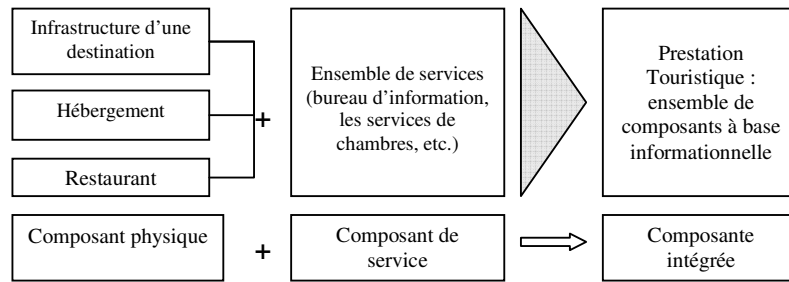 Infrastructure d’une
destination
Hébergement
Restaurant
+
Ensemble de services
(bureau d’information,
les services de
chambres, etc.)
Prestation
Touristique :
ensemble de
composants à base
informationnelle
Composant physique
+
Composant de
service
Composante
intégrée